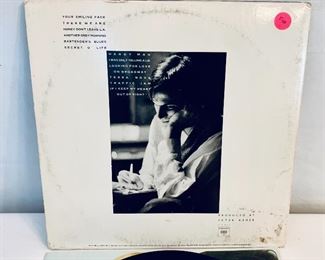 YOUR SMILING FACE
THERE WE ARE
HONEY DON'T LEAVE L.A.
ANOTHER GREY MORNING
BARTENDER'S BLUES
SECRET O' LIFE
HANDY MAN
I WAS ONLY TELLING A LIE
LOOKING FOR LOVE
ON BROADWAY
TERRA NOVA
TRAFFIC JAM
IF I KEEP MY HEART
OUT OF SIGHT
PRODUCED BY
PETER ASHER